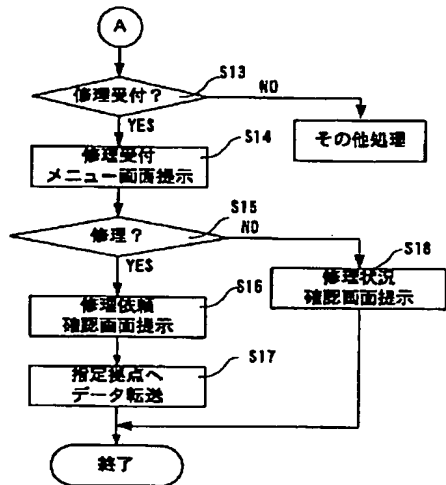 A
S13
修理受付？
NO
YES
その他処理
S14
修理受付
メニュー画面提示
S15
修理？
NO
YES
S18
修理状況
確認画面提示
S16
修理依頼
確認画面提示
S17
指定拠点へ
データ転送
終了